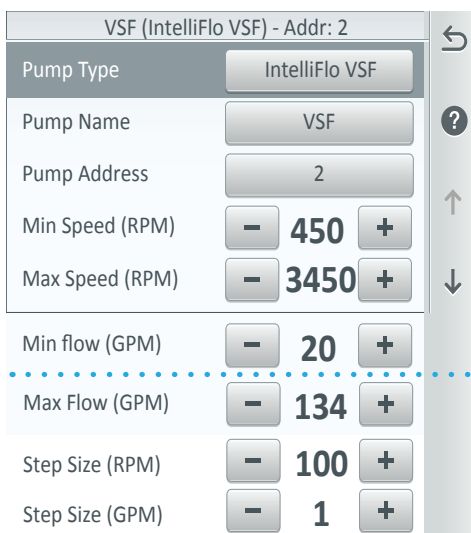 VSF (IntelliFlo VSF) - Addr: 2
Pump Type IntelliFlo VSF
Pump Name VSF
Pump Address 2
Min Speed (RPM) − 450 +
Max Speed (RPM) − 3450 +
Min flow (GPM) − 20 +
Max Flow (GPM) − 134 +
Step Size (RPM) − 100 +
Step Size (GPM) − 1 +
?